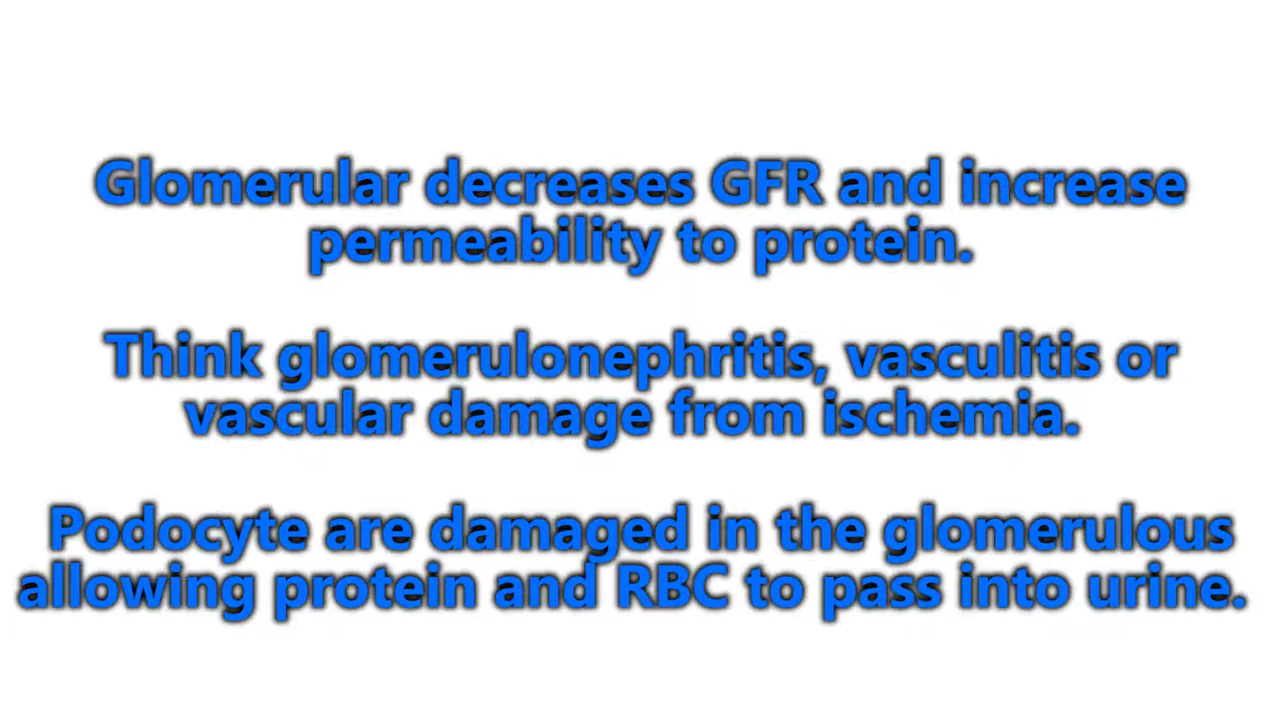 Glomerular decreases GFR and increase
permeability to protein.
Think glomerulonephritis, vasculitis or
vascular damage from ischemia.
Podocyte are damaged in the glomerulous
allowing protein and RBC to pass into urine.